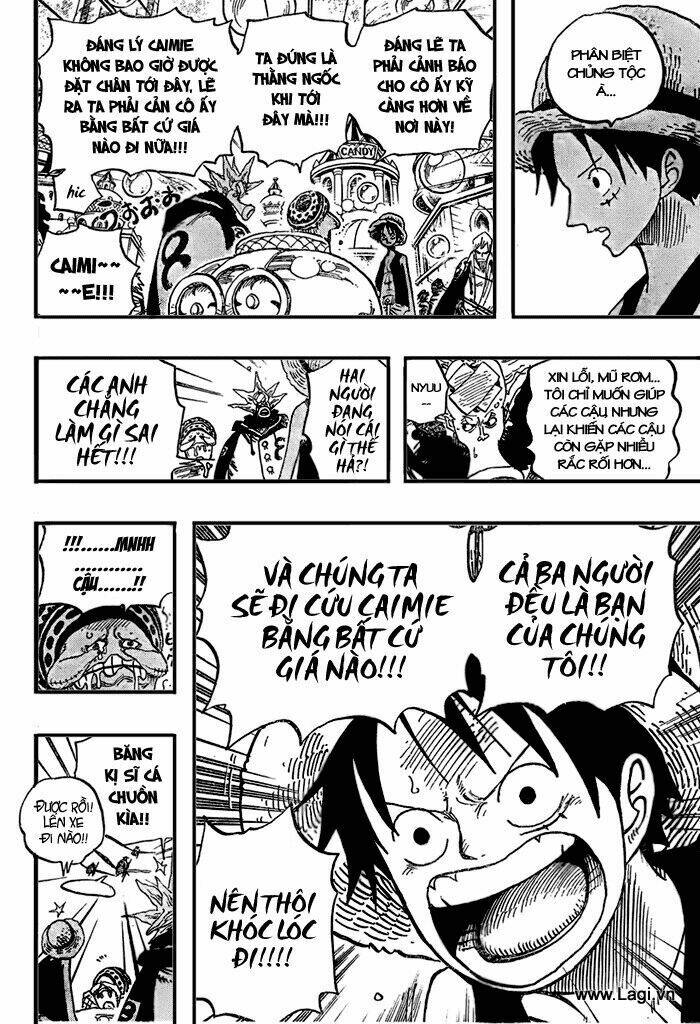 PHÂN BIỆT
CHỦNG TỘC
À...
ĐÁNG LẼ TA
PHẢI CẢNH BÁO
CHO CÔ ẤY KỸ
CÀNG HƠN VỀ
NƠI NÀY!
TA ĐÚNG LÀ
THẰNG NGỐC
KHI TỚI
ĐÂY MÀ!!!
ĐÁNG LÝ CAIMIE
KHÔNG BAO GIỜ ĐƯỢC
ĐẶT CHÂN TỚI ĐÂY, LẼ
RA TA PHẢI CẢN CÔ ẤY
BẰNG BẤT CỨ GIÁ
NÀO ĐI NỮA!!!
CANDY
hic
おおお
CAIMI~~
~~E!!!
XIN LỖI, MŨ RƠM...
TÔI CHỈ MUỐN GIÚP
CÁC CẬU, NHƯNG
LẠI KHIẾN CÁC CẬU
CÒN GẶP NHIỀU
RẮC RỐI HƠN...
NYUU
--
HAI
NGƯỜI
ĐANG
NÓI CÁI
GÌ THẾ
HẢ?!
CÁC ANH
CHẲNG
LÀM GÌ SAI
HẾT!!!
CẢ BA NGƯỜI
ĐỀU LÀ BẠN
CỦA CHÚNG
TÔI!!
VÀ CHÚNG TA
SẼ ĐI CỨU CAIMIE
BẰNG BẤT CỨ
GIÁ NÀO!!!
NÊN THÔI
KHÓC LÓC
ĐI!!!!
!!!.......MNHH
............
CẬU......!!
BĂNG
KỊ SĨ CÁ
CHUỒN
KÌA!!
ĐƯỢC RỒI!
LÊN XE
ĐI NÀO!!
www.Lagi.vn